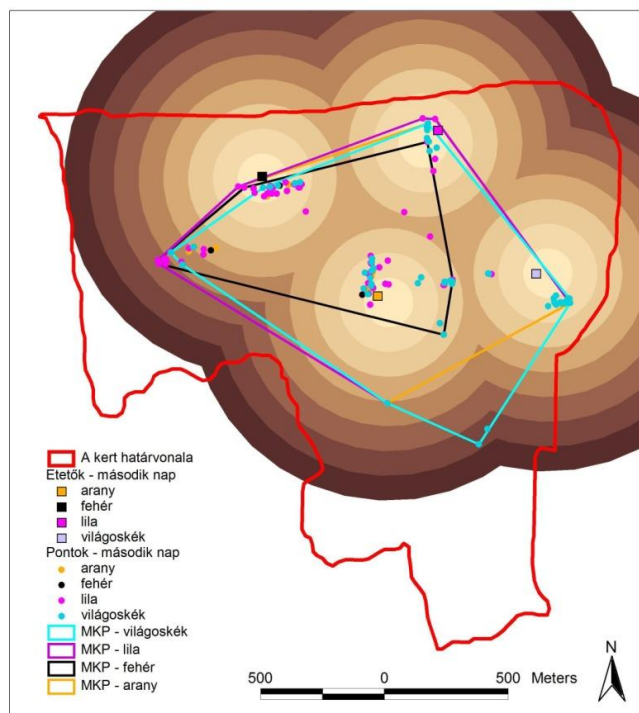 A kert határvonala
Etetők - második nap
arany
fehér
lila
világoskék
Pontok - második nap
arany
fehér
lila
világoskék
MKP - világoskék
MKP - lila
MKP - fehér
MKP - arany
500 0 500 Meters
N